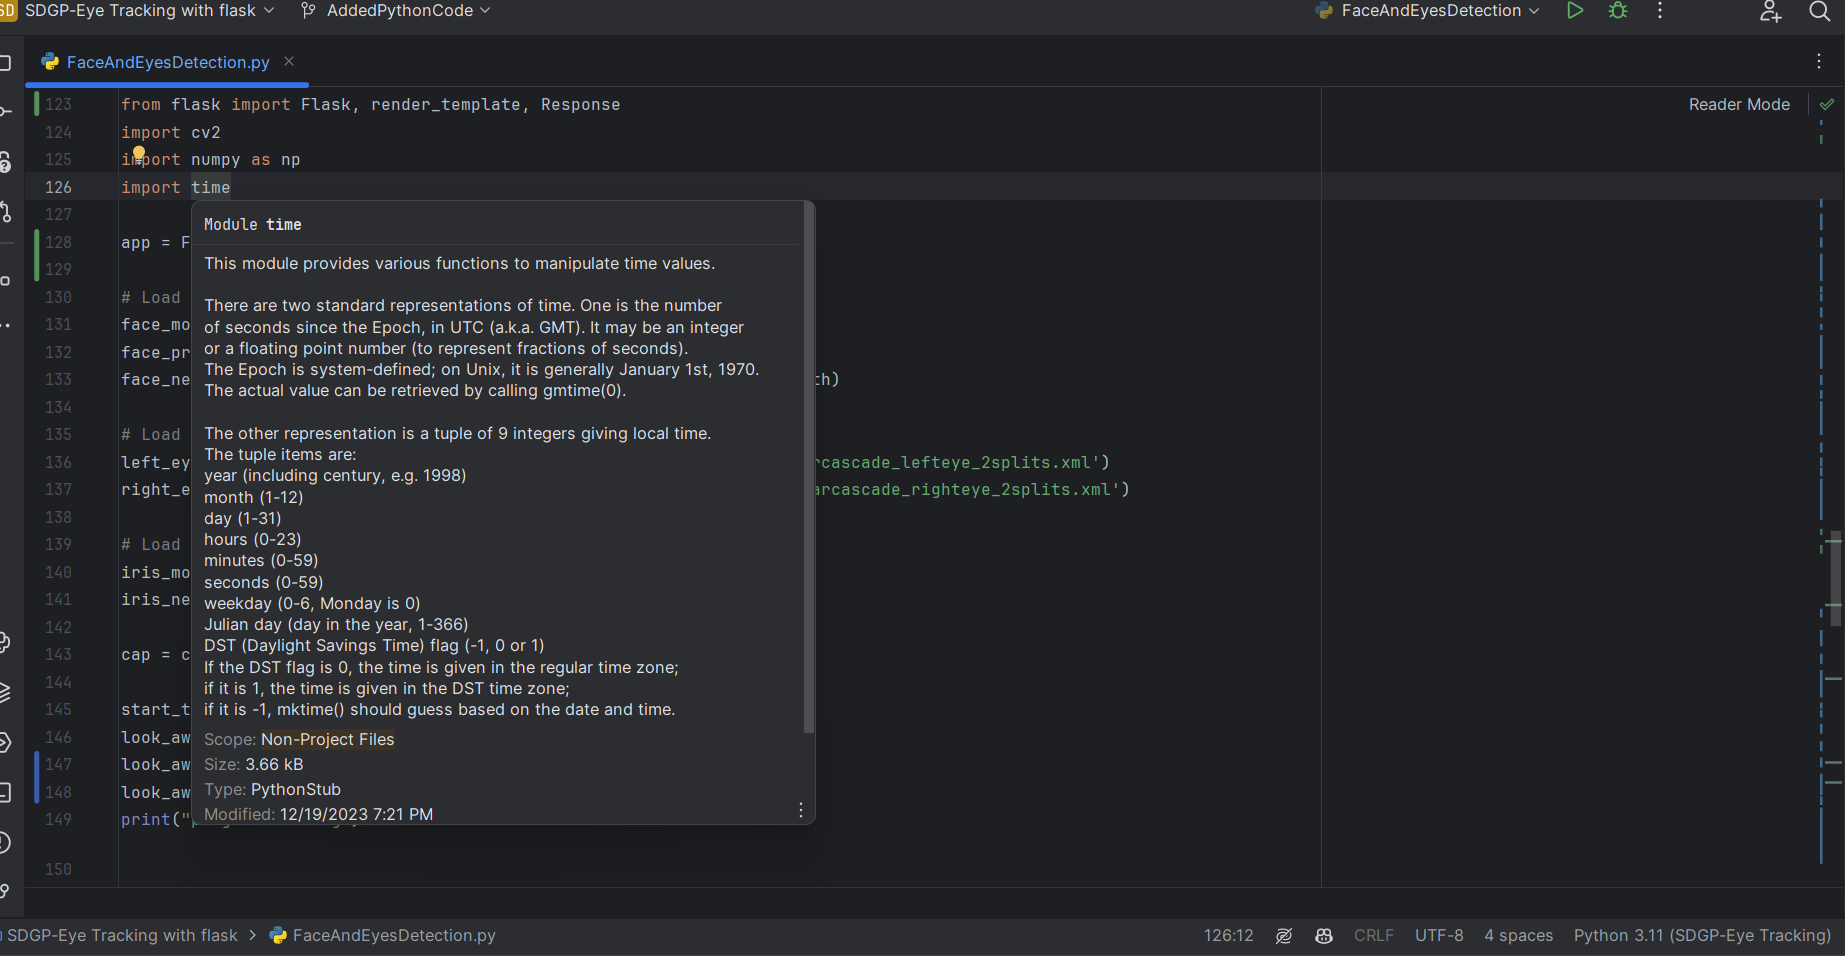 SD SDGP-Eye Tracking with flask AddedPythonCode FaceAndEyesDetection
FaceAndEyesDetection.py
Reader Mode
123 from flask import Flask, render_template, Response
124 import cv2
125 import numpy as np
126 import time
127
128 app = F
129
130 # Load
131 face_mo
132 face_pr
133 face_ne th)
134
135 # Load
136 left_ey rcascade_lefteye_2splits.xml')
137 right_e arcascade_righteye_2splits.xml')
138
139 # Load
140 iris_mo
141 iris_ne
142
143 cap = c
144
145 start_t
146 look_aw
147 look_aw
148 look_aw
149 print("
150
Module time
This module provides various functions to manipulate time values.
There are two standard representations of time. One is the number
of seconds since the Epoch, in UTC (a.k.a. GMT). It may be an integer
or a floating point number (to represent fractions of seconds).
The Epoch is system-defined; on Unix, it is generally January 1st, 1970.
The actual value can be retrieved by calling gmtime(0).
The other representation is a tuple of 9 integers giving local time.
The tuple items are:
year (including century, e.g. 1998)
month (1-12)
day (1-31)
hours (0-23)
minutes (0-59)
seconds (0-59)
weekday (0-6, Monday is 0)
Julian day (day in the year, 1-366)
DST (Daylight Savings Time) flag (-1, 0 or 1)
If the DST flag is 0, the time is given in the regular time zone;
if it is 1, the time is given in the DST time zone;
if it is -1, mktime() should guess based on the date and time.
Scope: Non-Project Files
Size: 3.66 kB
Type: PythonStub
Modified: 12/19/2023 7:21 PM
SDGP-Eye Tracking with flask > FaceAndEyesDetection.py 126:12 CRLF UTF-8 4 spaces Python 3.11 (SDGP-Eye Tracking)